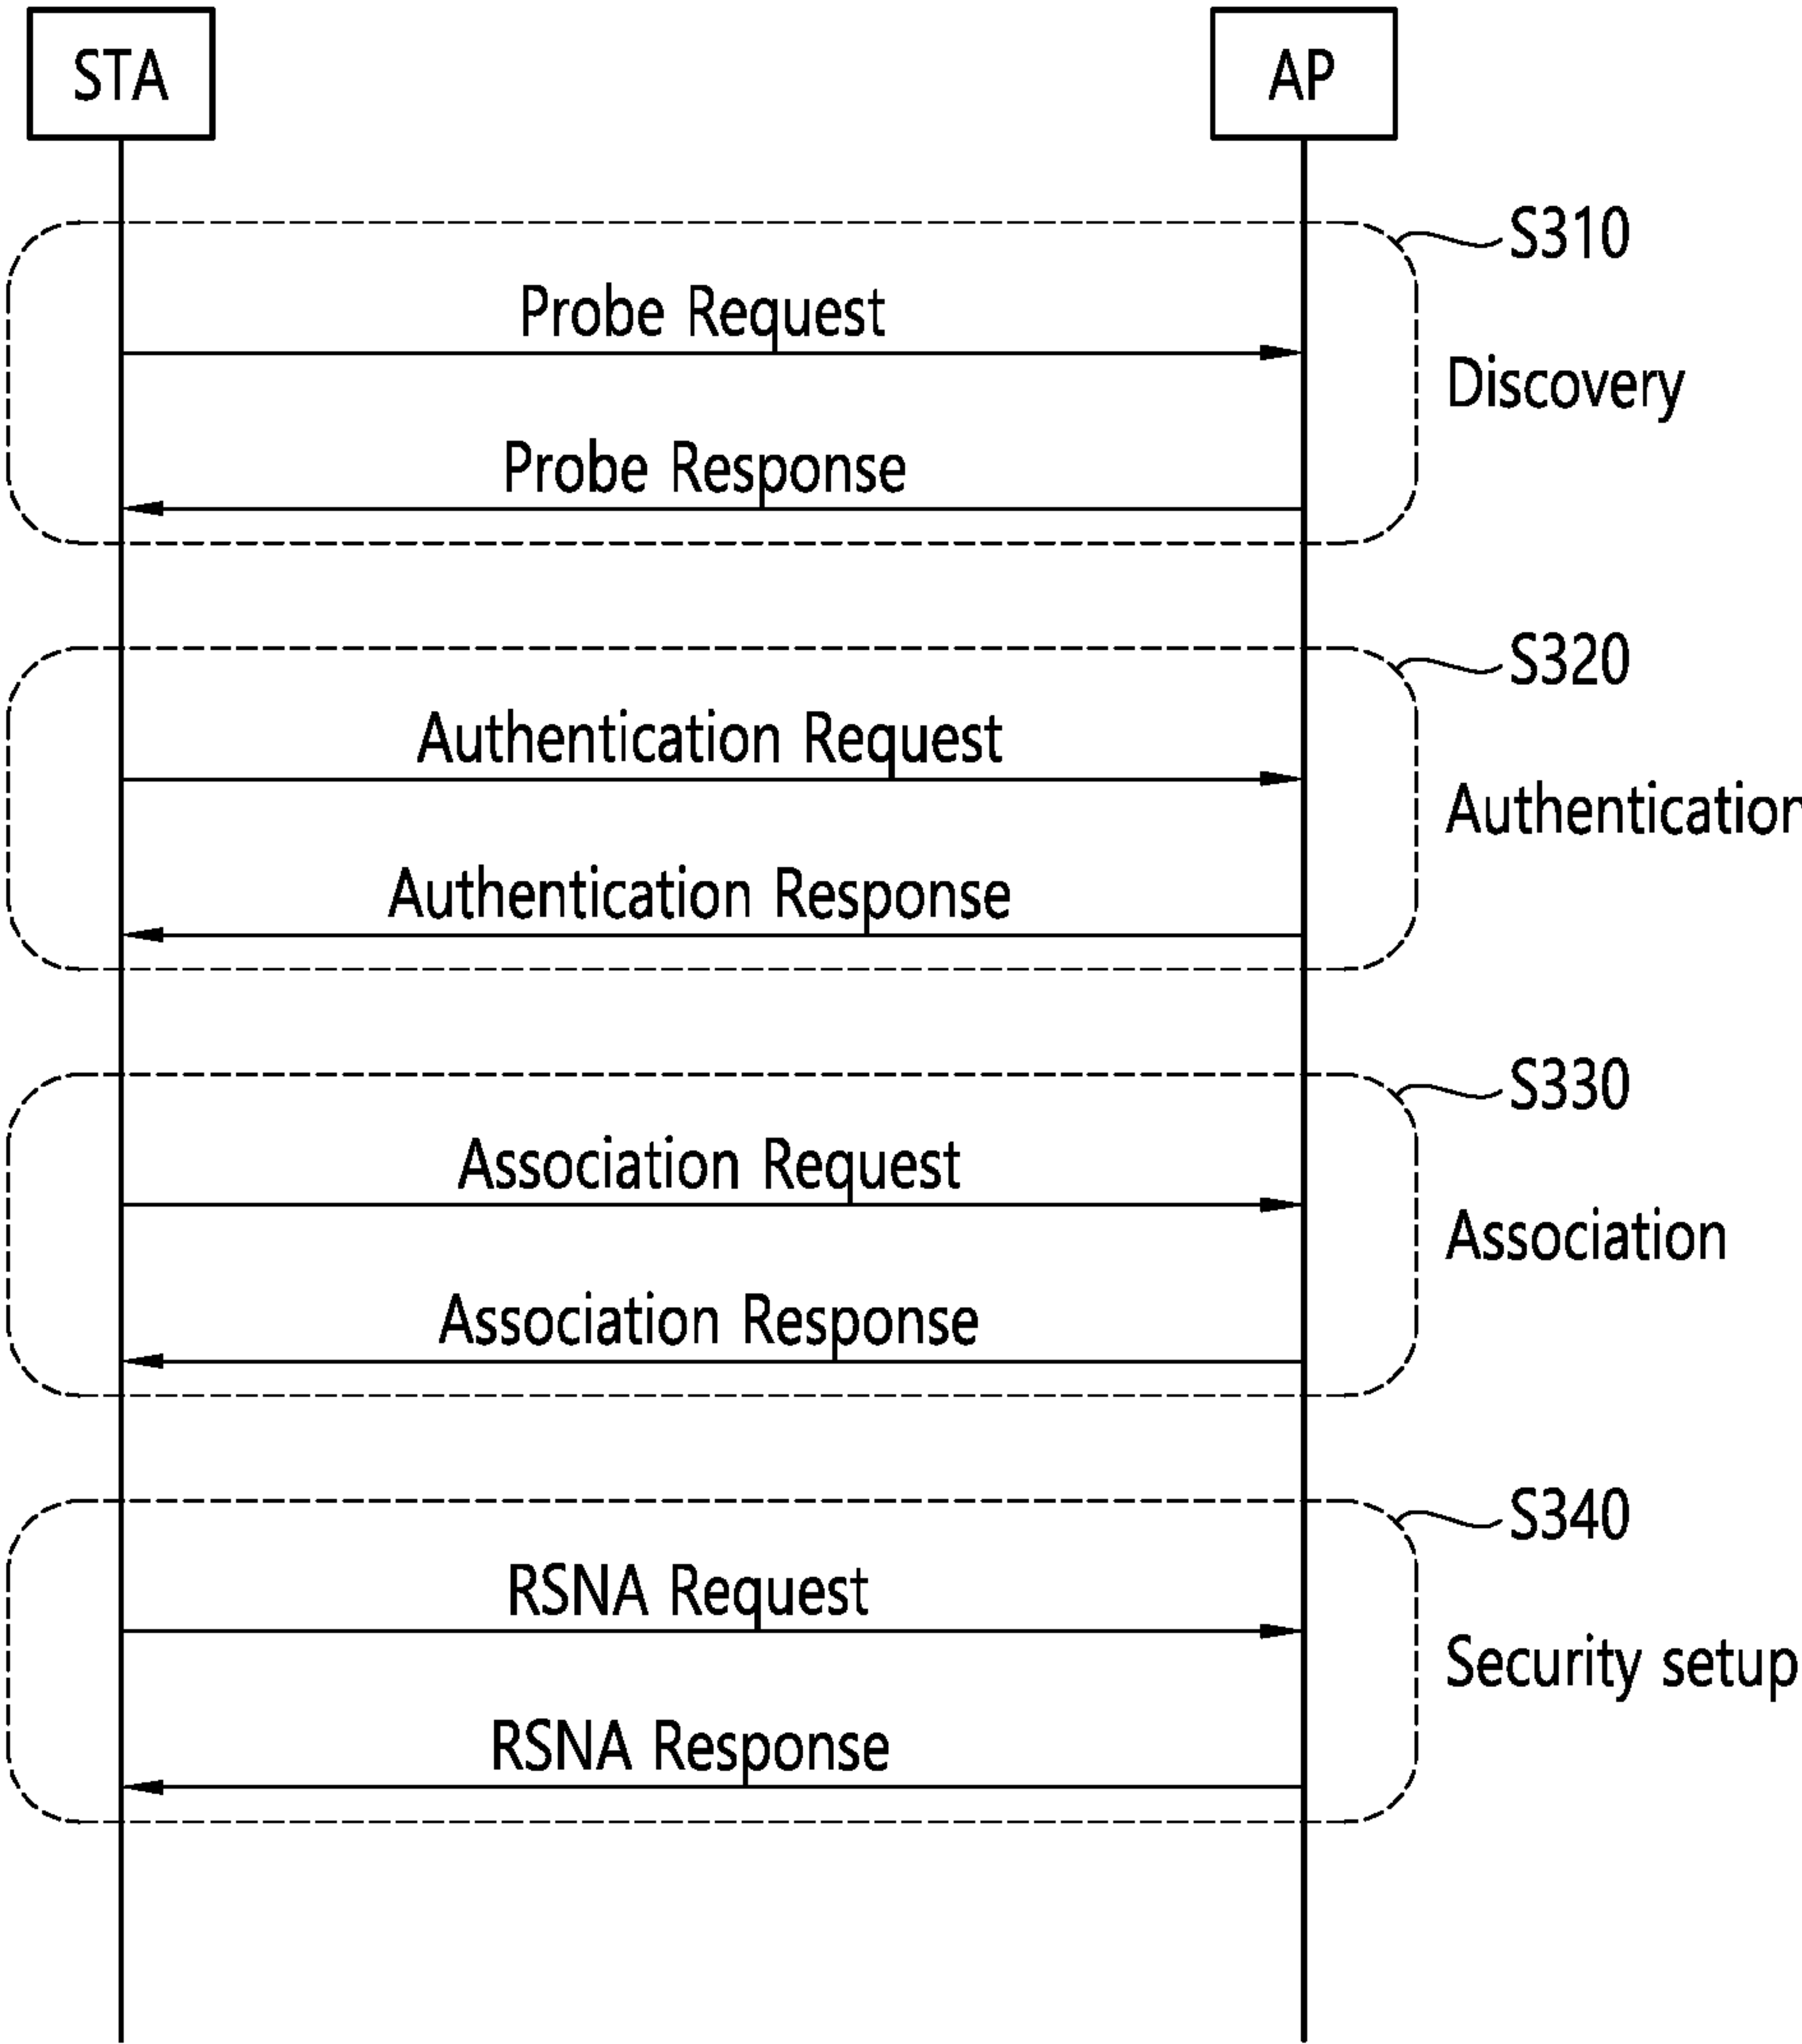 STA
AP
S310
Probe Request
Discovery
Probe Response
S320
Authentication Request
Authentication
Authentication Response
S330
Association Request
Association
Association Response
S340
RSNA Request
Security setup
RSNA Response